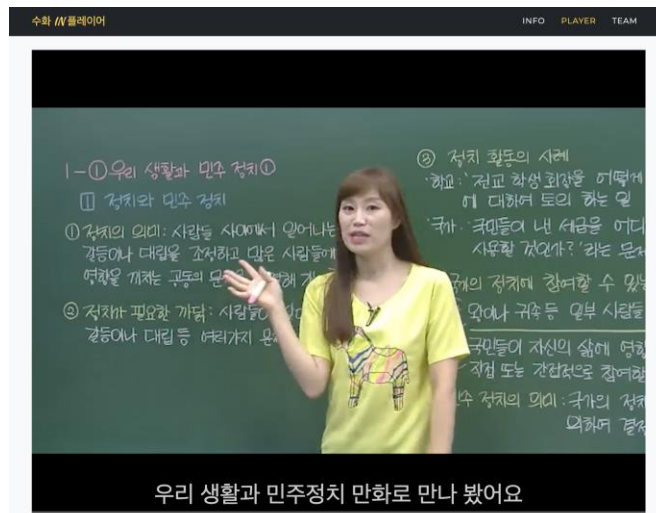 수화 IN플레이어
INFO PLAYER TEAM
1-①우리 생활과 민주 정치①
1 정치와 민주 정치
① 정치의 의미: 사람들 사이에서 일어나는
갈등이나 대립을 조정하고 많은 사람들에게
영향을 끼치는 공동의
② 정치가 필요한 까닭: 사람들
갈등이나 대립 등 여러가지
③ 정치 활동의 사례
·학교: '전교 학생 회장을 어떻게
에 대하여 토의 하는 일
·국가: '국민들이 낸 세금을 어디
사용할 것인가?'라는 문제
정치에 참여할 수 있는
왕이나 귀족 등 일부 사람들
국민들이 자신의 삶에 영향
직접 또는 간접적으로 참여할
정치의 의미: 국가의 정치
의하여 결정
우리 생활과 민주정치 만화로 만나 봤어요